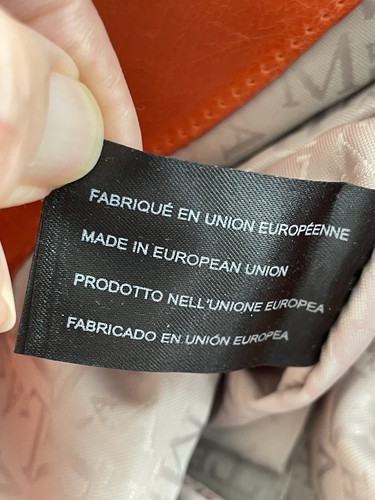 FABRIQUÉ EN UNION EUROPÉENNE
MADE IN EUROPEAN UNION
PRODOTTO NELL'UNIONE EUROPEA
FABRICADO EN UNIÓN EUROPEA